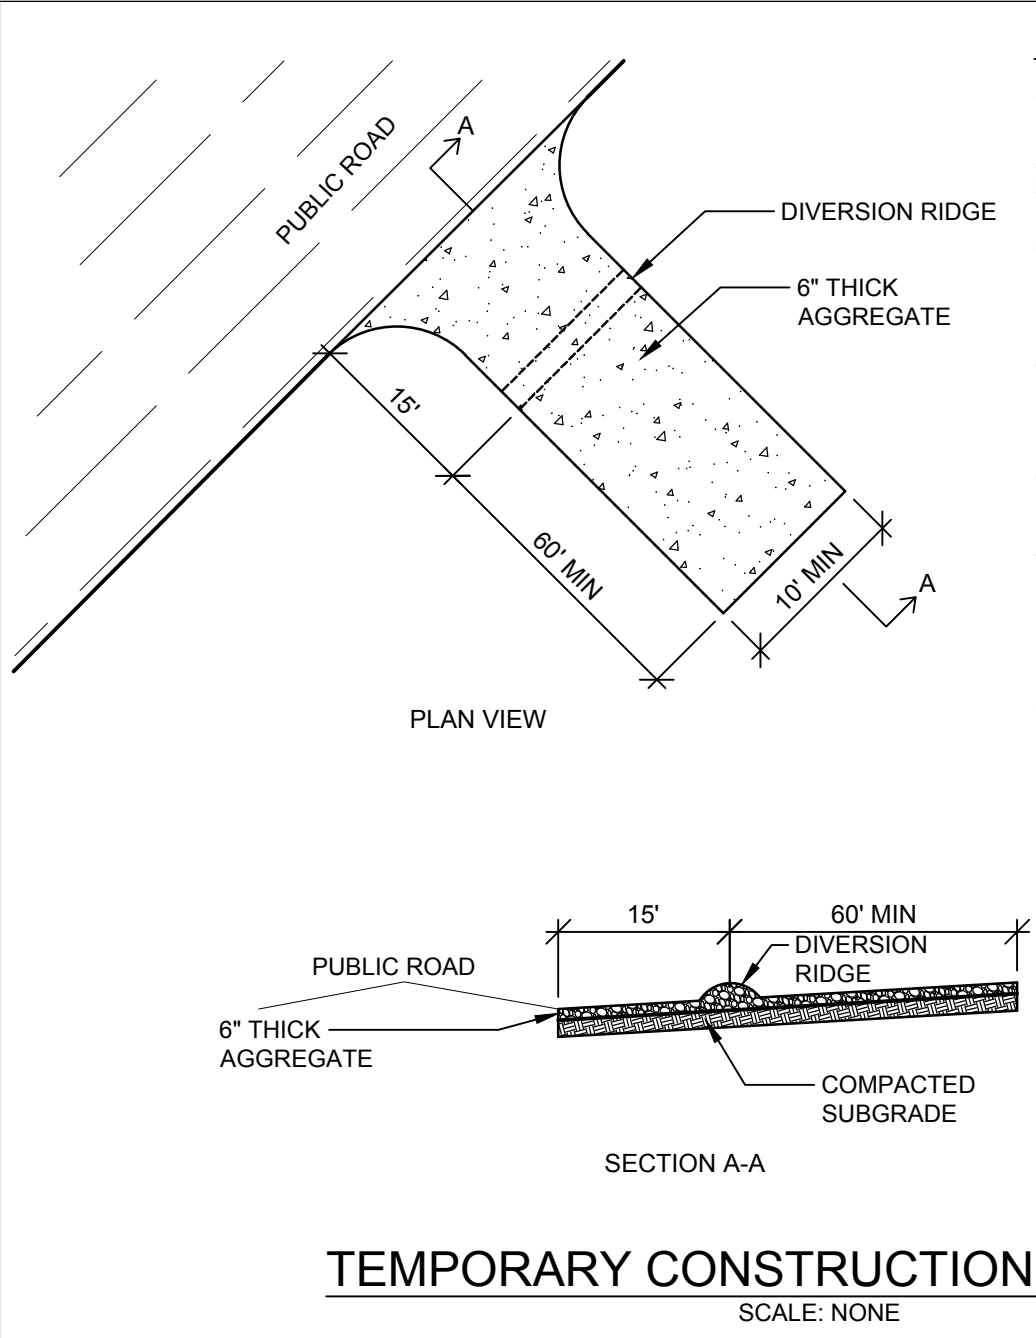 A
PUBLIC ROAD
DIVERSION RIDGE
6" THICK
AGGREGATE
15'
60' MIN
10' MIN
A
PLAN VIEW
15'
60' MIN
DIVERSION
RIDGE
PUBLIC ROAD
6" THICK
AGGREGATE
COMPACTED
SUBGRADE
SECTION A-A
TEMPORARY CONSTRUCTION
SCALE: NONE